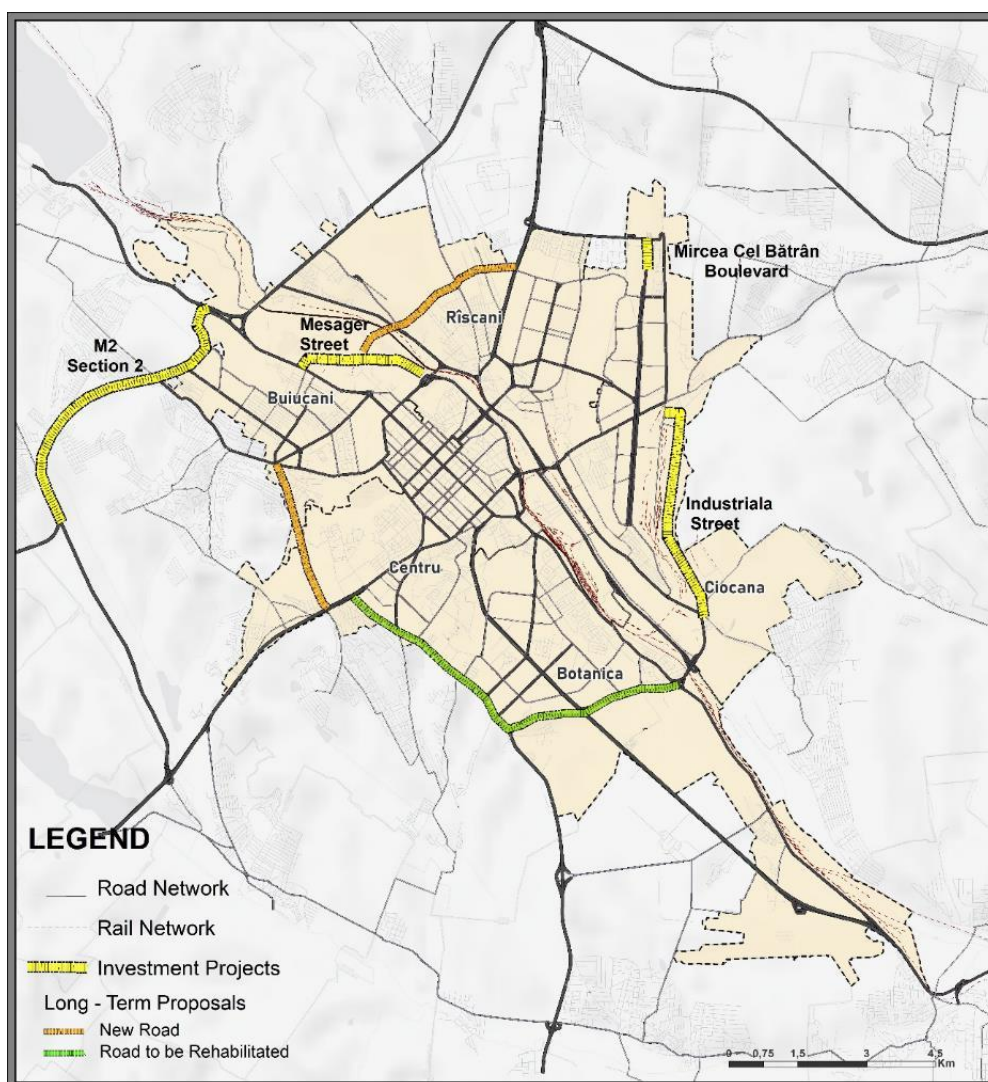 Mircea Cel Bătrân
Boulevard
Rîscani
Mesager
Street
M2
Section 2
Buiucani
Industriala
Street
Centru
Ciocana
Botanica
LEGEND
Road Network
Rail Network
Investment Projects
Long - Term Proposals
New Road
Road to be Rehabilitated
0 0,75 1,5 3 4,5
Km